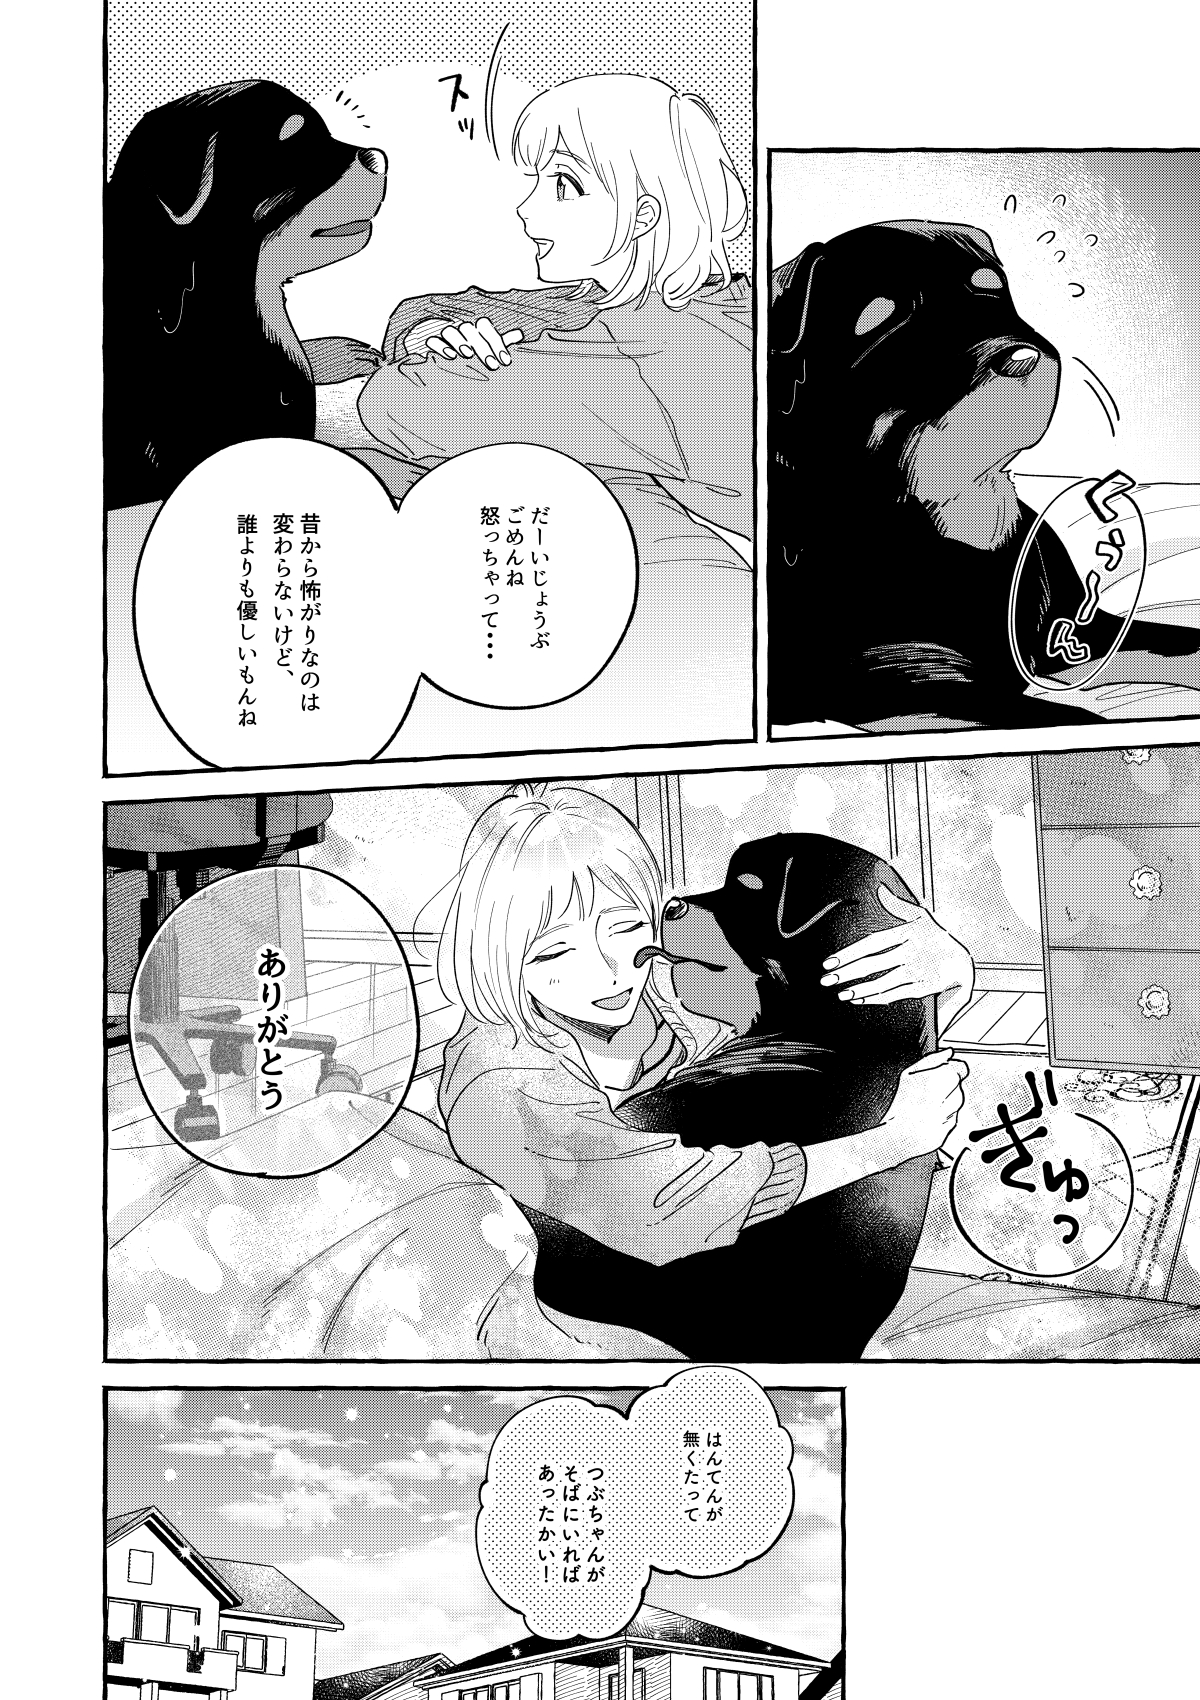 くぅ〜ん
スッ
だーいじょうぶ
ごめんね
怒っちゃって・・・
昔から怖がりなのは
変わらないけど、
誰よりも優しいもんね
ぎゅっ
ありがとう
はんてんが
無くたって
つぶちゃんが
そばにいれば
あったかい！